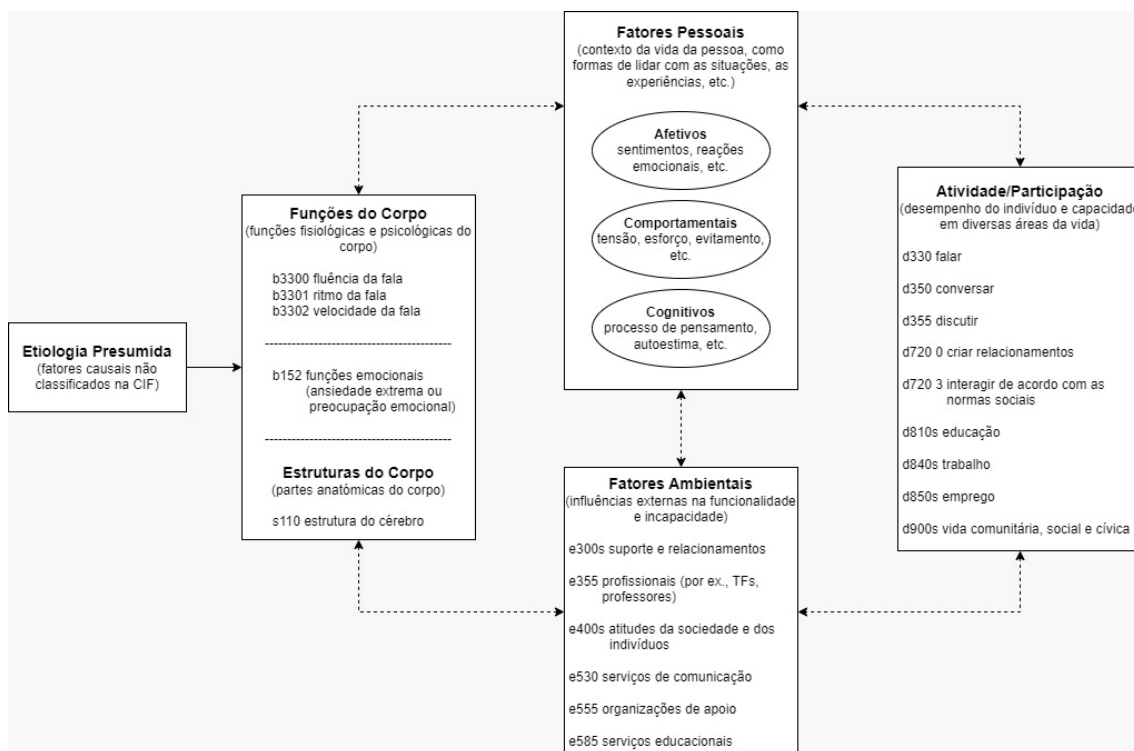 Etiologia Presumida
(fatores causais não
classificados na CIF)
Funções do Corpo
(funções fisiológicas e psicológicas do
corpo)
b3300 fluência da fala
b3301 ritmo da fala
b3302 velocidade da fala
b152 funções emocionais
(ansiedade extrema ou
preocupação emocional)
Estruturas do Corpo
(partes anatómicas do corpo)
s110 estrutura do cérebro
Fatores Pessoais
(contexto da vida da pessoa, como
formas de lidar com as situações, as
experiências, etc.)
Afetivos
sentimentos, reações
emocionais, etc.
Comportamentais
tensão, esforço, evitamento,
etc.
Cognitivos
processo de pensamento,
autoestima, etc.
Fatores Ambientais
(influências externas na funcionalidade
e incapacidade)
e300s suporte e relacionamentos
e355 profissionais (por ex., TFs,
professores)
e400s atitudes da sociedade e dos
indivíduos
e530 serviços de comunicação
e555 organizações de apoio
e585 serviços educacionais
Atividade/Participação
(desempenho do indivíduo e capacidade
em diversas áreas da vida)
d330 falar
d350 conversar
d355 discutir
d720 0 criar relacionamentos
d720 3 interagir de acordo com as
normas sociais
d810s educação
d840s trabalho
d850s emprego
d900s vida comunitária, social e cívica